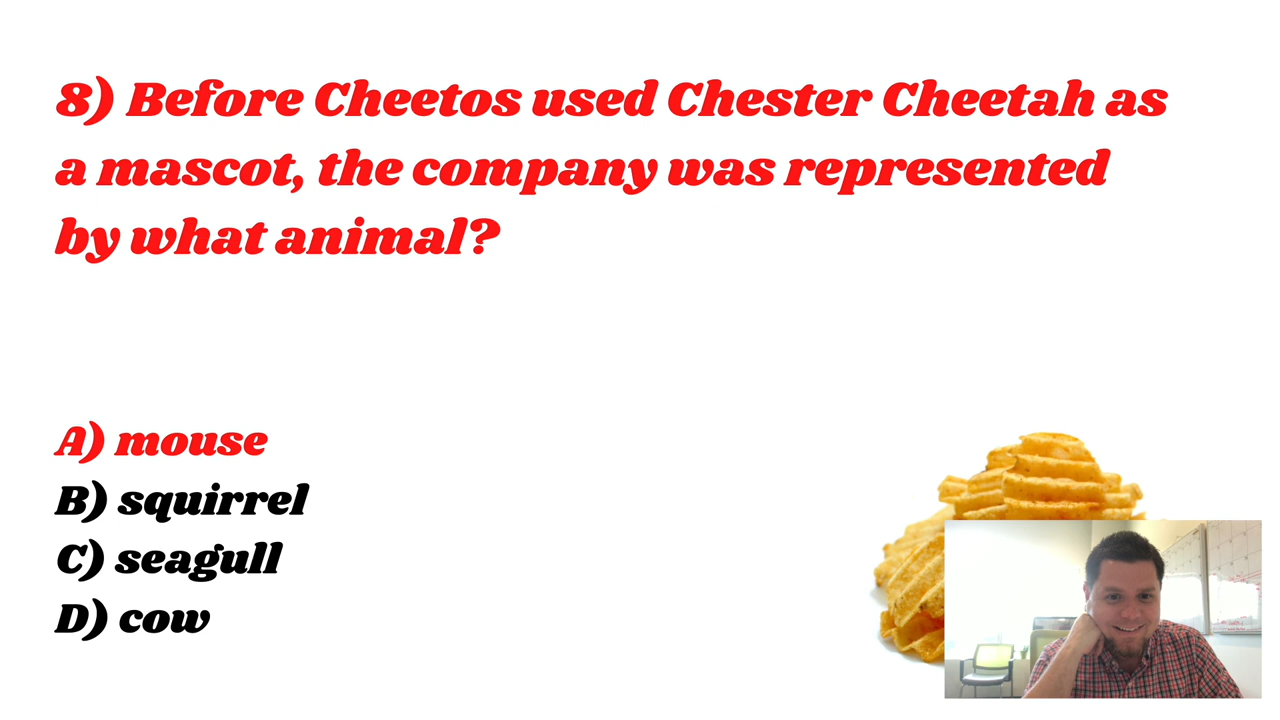 8) Before Cheetos used Chester Cheetah as
a mascot, the company was represented
by what animal?
A) mouse
B) squirrel
C) seagull
D) cow